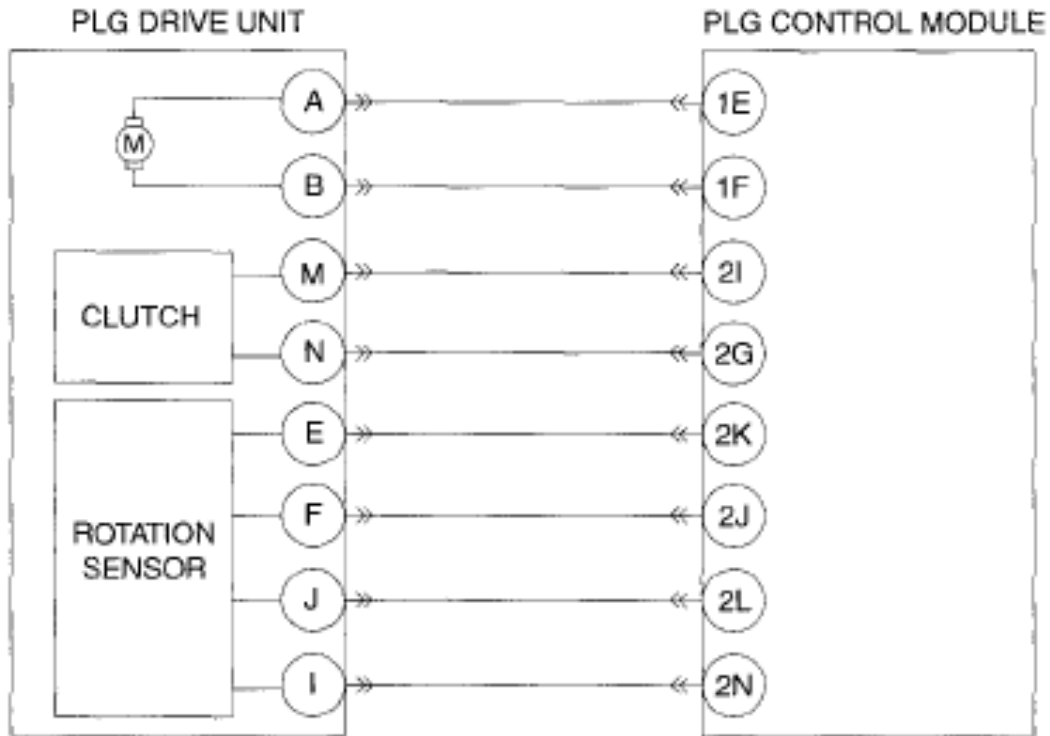 PLG DRIVE UNIT
PLG CONTROL MODULE
A
1E
M
B
1F
M
2I
CLUTCH
N
2G
E
2K
F
2J
ROTATION
SENSOR
J
2L
I
2N